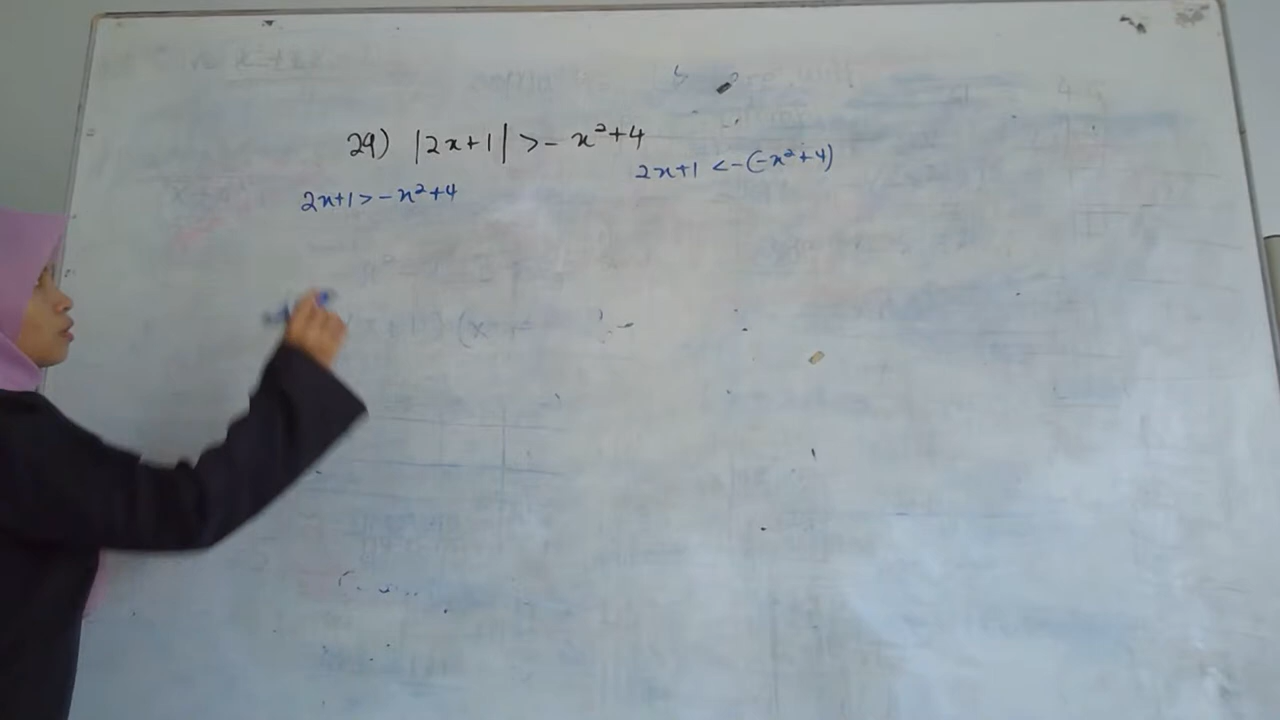 29) |2x+1| > - x²+4
2x+1 < -(-x²+4)
2x+1 > -x²+4